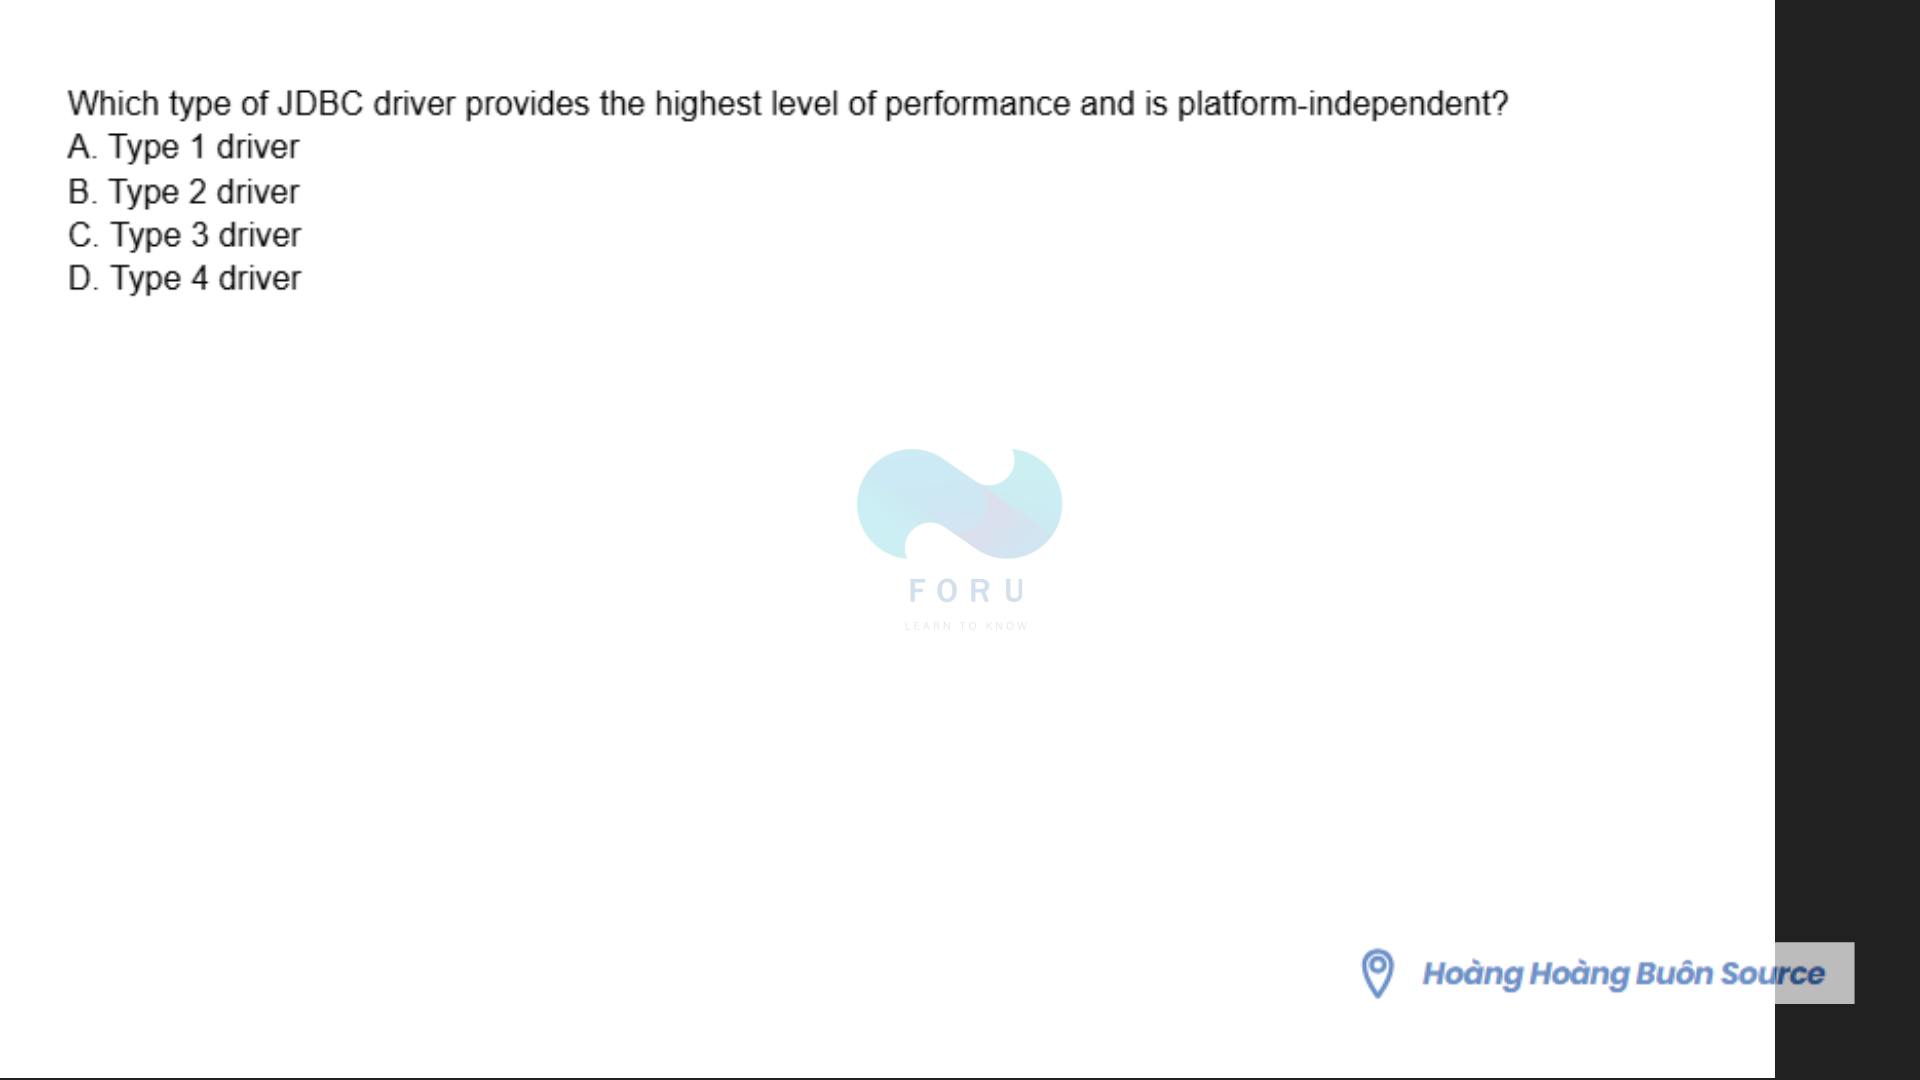 Which type of JDBC driver provides the highest level of performance and is platform-independent?
A. Type 1 driver
B. Type 2 driver
C. Type 3 driver
D. Type 4 driver
FORU
LEARN TO KNOW
Hoàng Hoàng Buôn Source